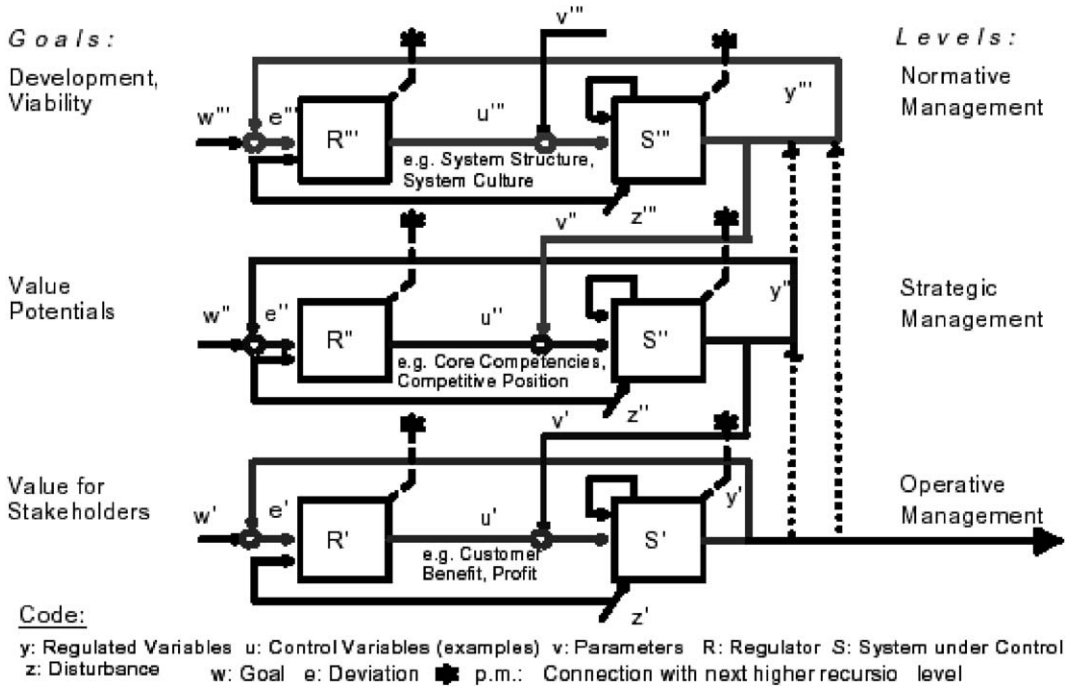 Goals:
Levels:
Development,
Viability
Normative
Management
v'''
y'''
w'''
e'''
R'''
u'''
S'''
e.g. System Structure,
System Culture
z'''
v''
Value
Potentials
Strategic
Management
y''
w''
e''
R''
u''
S''
e.g. Core Competencies,
Competitive Position
z''
v'
Value for
Stakeholders
Operative
Management
y'
w'
e'
R'
u'
S'
e.g. Customer
Benefit, Profit
z'
Code:
y: Regulated Variables u: Control Variables (examples) v: Parameters R: Regulator S: System under Control
z: Disturbance w: Goal e: Deviation ✱ p.m.: Connection with next higher recursio level